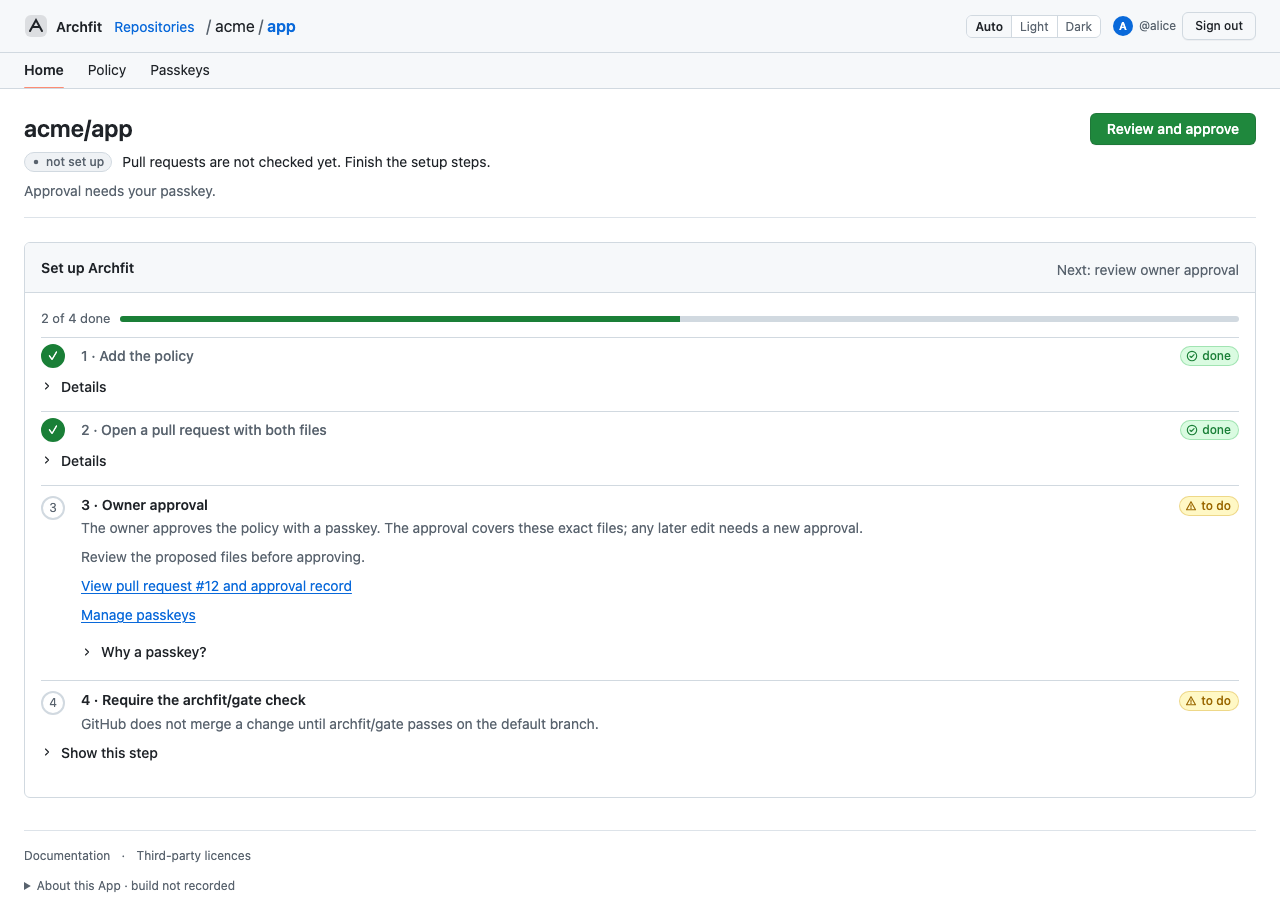 Archfit Repositories / acme / app
Auto Light Dark A @alice Sign out
Home Policy Passkeys
acme/app
Review and approve
• not set up Pull requests are not checked yet. Finish the setup steps.
Approval needs your passkey.
Set up Archfit
Next: review owner approval
2 of 4 done
1 · Add the policy
done
Details
2 · Open a pull request with both files
done
Details
3
3 · Owner approval
to do
The owner approves the policy with a passkey. The approval covers these exact files; any later edit needs a new approval.
Review the proposed files before approving.
View pull request #12 and approval record
Manage passkeys
Why a passkey?
4
4 · Require the archfit/gate check
to do
GitHub does not merge a change until archfit/gate passes on the default branch.
Show this step
Documentation · Third-party licences
About this App · build not recorded